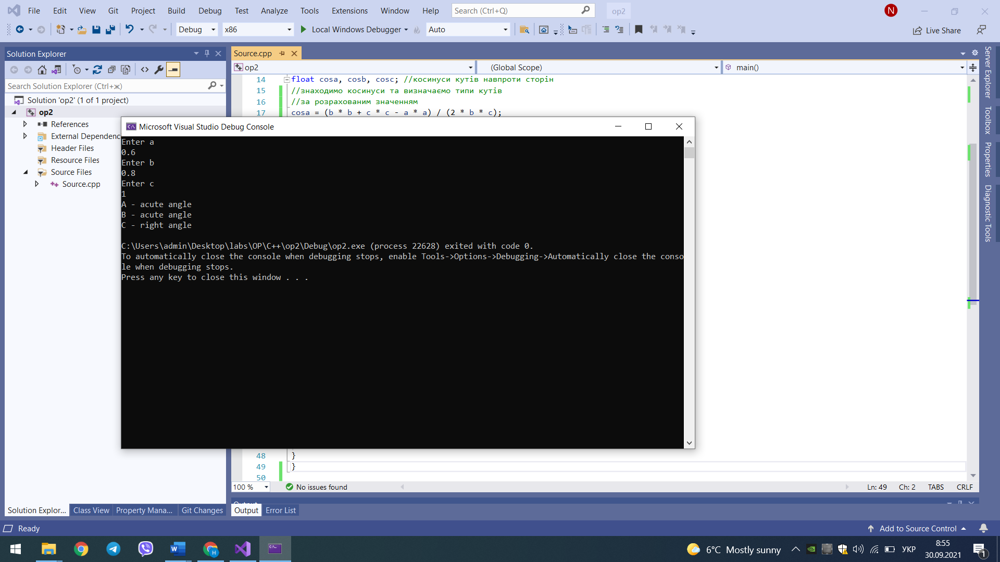 File Edit View Git Project Build Debug Test Analyze Tools Extensions Window Help Search (Ctrl+Q) op2 N
Debug x86 Local Windows Debugger Auto Live Share
Solution Explorer
Search Solution Explorer (Ctrl+ж)
Solution 'op2' (1 of 1 project)
op2
References
External Dependenc
Header Files
Resource Files
Source Files
Source.cpp
Source.cpp
op2 (Global Scope) main()
14 float cosa, cosb, cosc; //косинуси кутів навпроти сторін
15 //знаходимо косинуси та визначаємо типи кутів
16 //за розрахованим значенням
17 cosa = (b * b + c * c - a * a) / (2 * b * c);
Microsoft Visual Studio Debug Console
Enter a
0.6
Enter b
0.8
Enter c
1
A - acute angle
B - acute angle
C - right angle
C:\Users\admin\Desktop\labs\OP\C++\op2\Debug\op2.exe (process 22628) exited with code 0.
To automatically close the console when debugging stops, enable Tools->Options->Debugging->Automatically close the conso
le when debugging stops.
Press any key to close this window . . .
48 }
49 }
50
100 % No issues found Ln: 49 Ch: 2 TABS CRLF
Solution Explor... Class View Property Mana... Git Changes
Output
Output Error List
Server Explorer
Toolbox
Properties
Diagnostic Tools
Ready Add to Source Control
6°C Mostly sunny УКР 8:55
30.09.2021
1